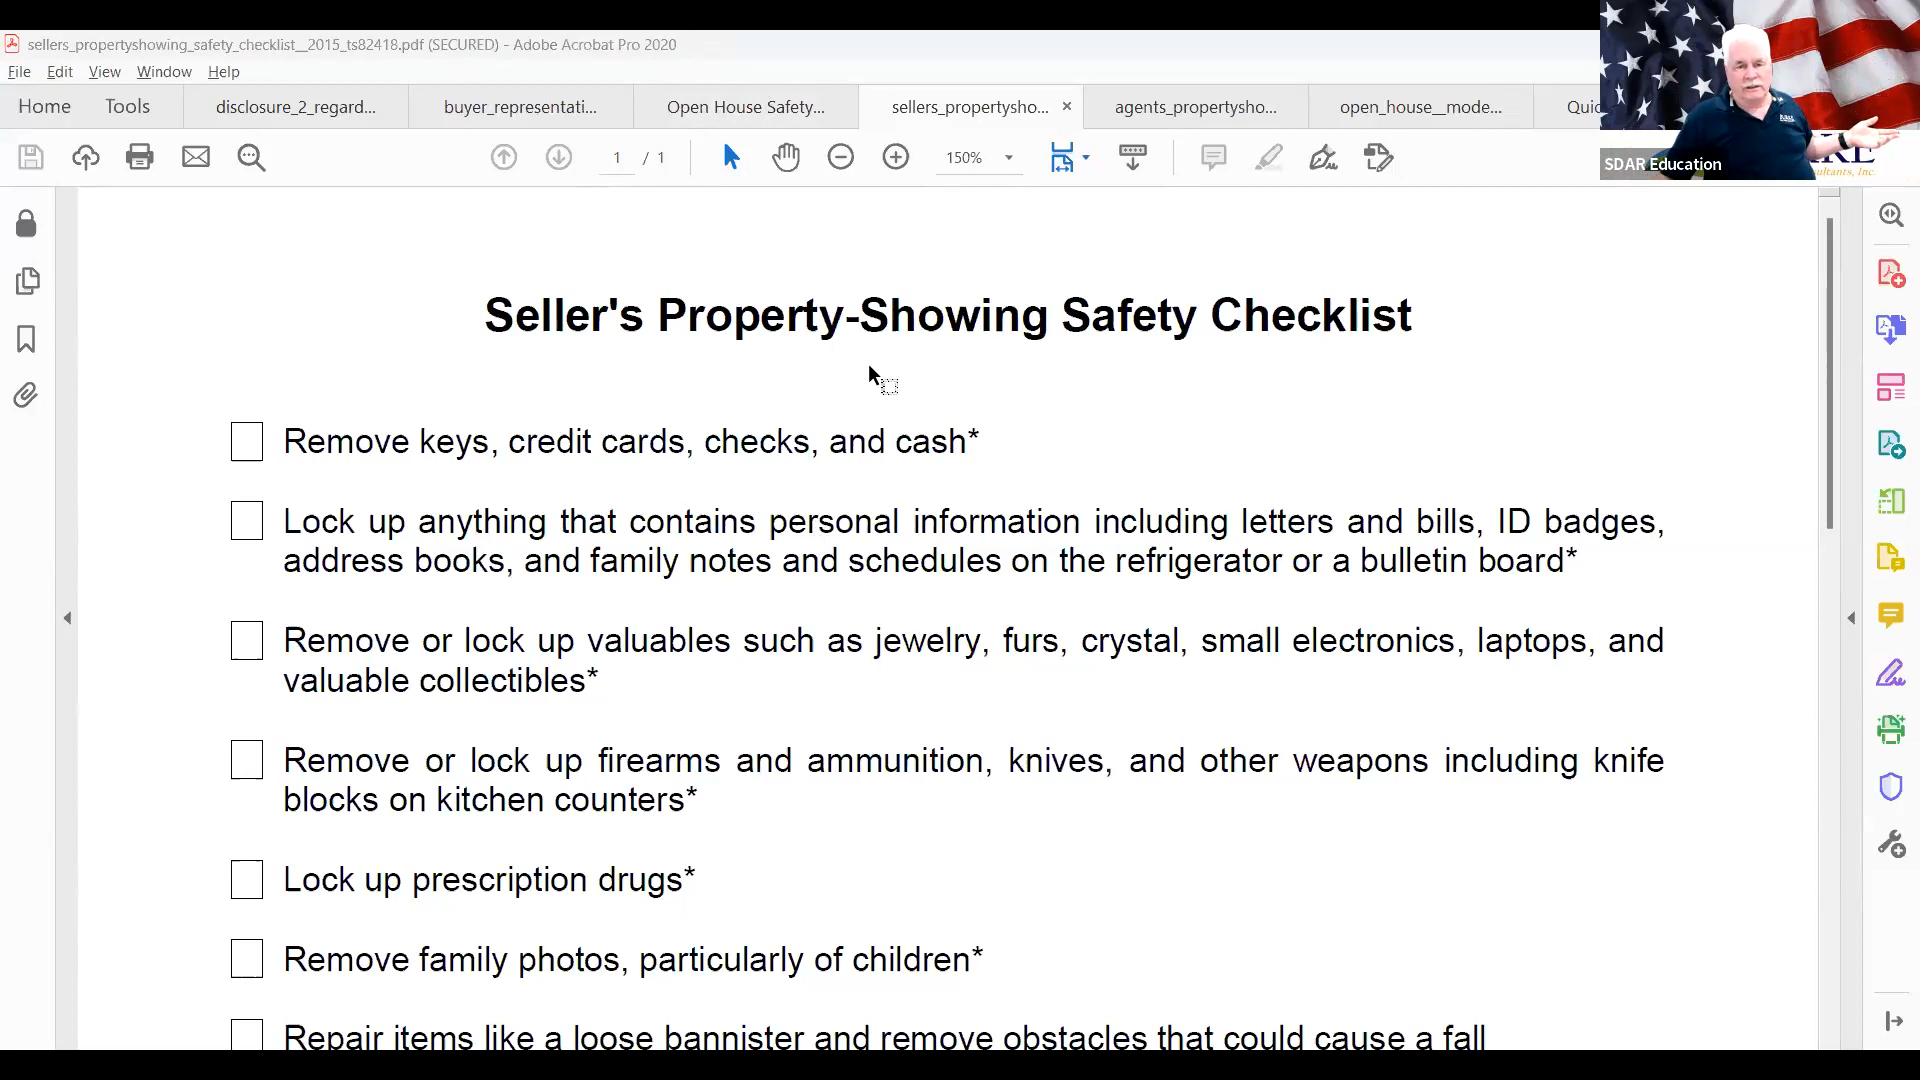 sellers_propertyshowing_safety_checklist__2015_ts82418.pdf (SECURED) - Adobe Acrobat Pro 2020
File Edit View Window Help
Home Tools disclosure_2_regard... buyer_representati... Open House Safety... sellers_propertysho... × agents_propertysho... open_house__mode... Quic
1 / 1 150%
SDAR Education
Seller's Property-Showing Safety Checklist
Remove keys, credit cards, checks, and cash*
Lock up anything that contains personal information including letters and bills, ID badges,
address books, and family notes and schedules on the refrigerator or a bulletin board*
Remove or lock up valuables such as jewelry, furs, crystal, small electronics, laptops, and
valuable collectibles*
Remove or lock up firearms and ammunition, knives, and other weapons including knife
blocks on kitchen counters*
Lock up prescription drugs*
Remove family photos, particularly of children*
Repair items like a loose bannister and remove obstacles that could cause a fall